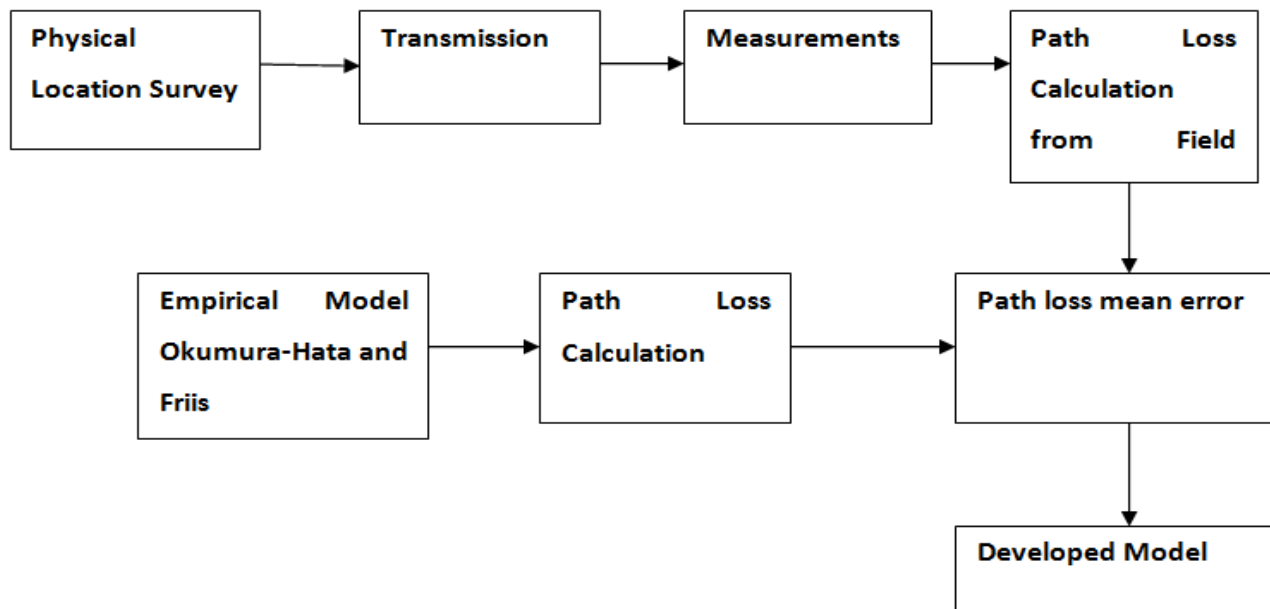 Physical
Location Survey
Transmission
Measurements
Path Loss
Calculation
from Field
Empirical Model
Okumura-Hata and
Friis
Path Loss
Calculation
Path loss mean error
Developed Model